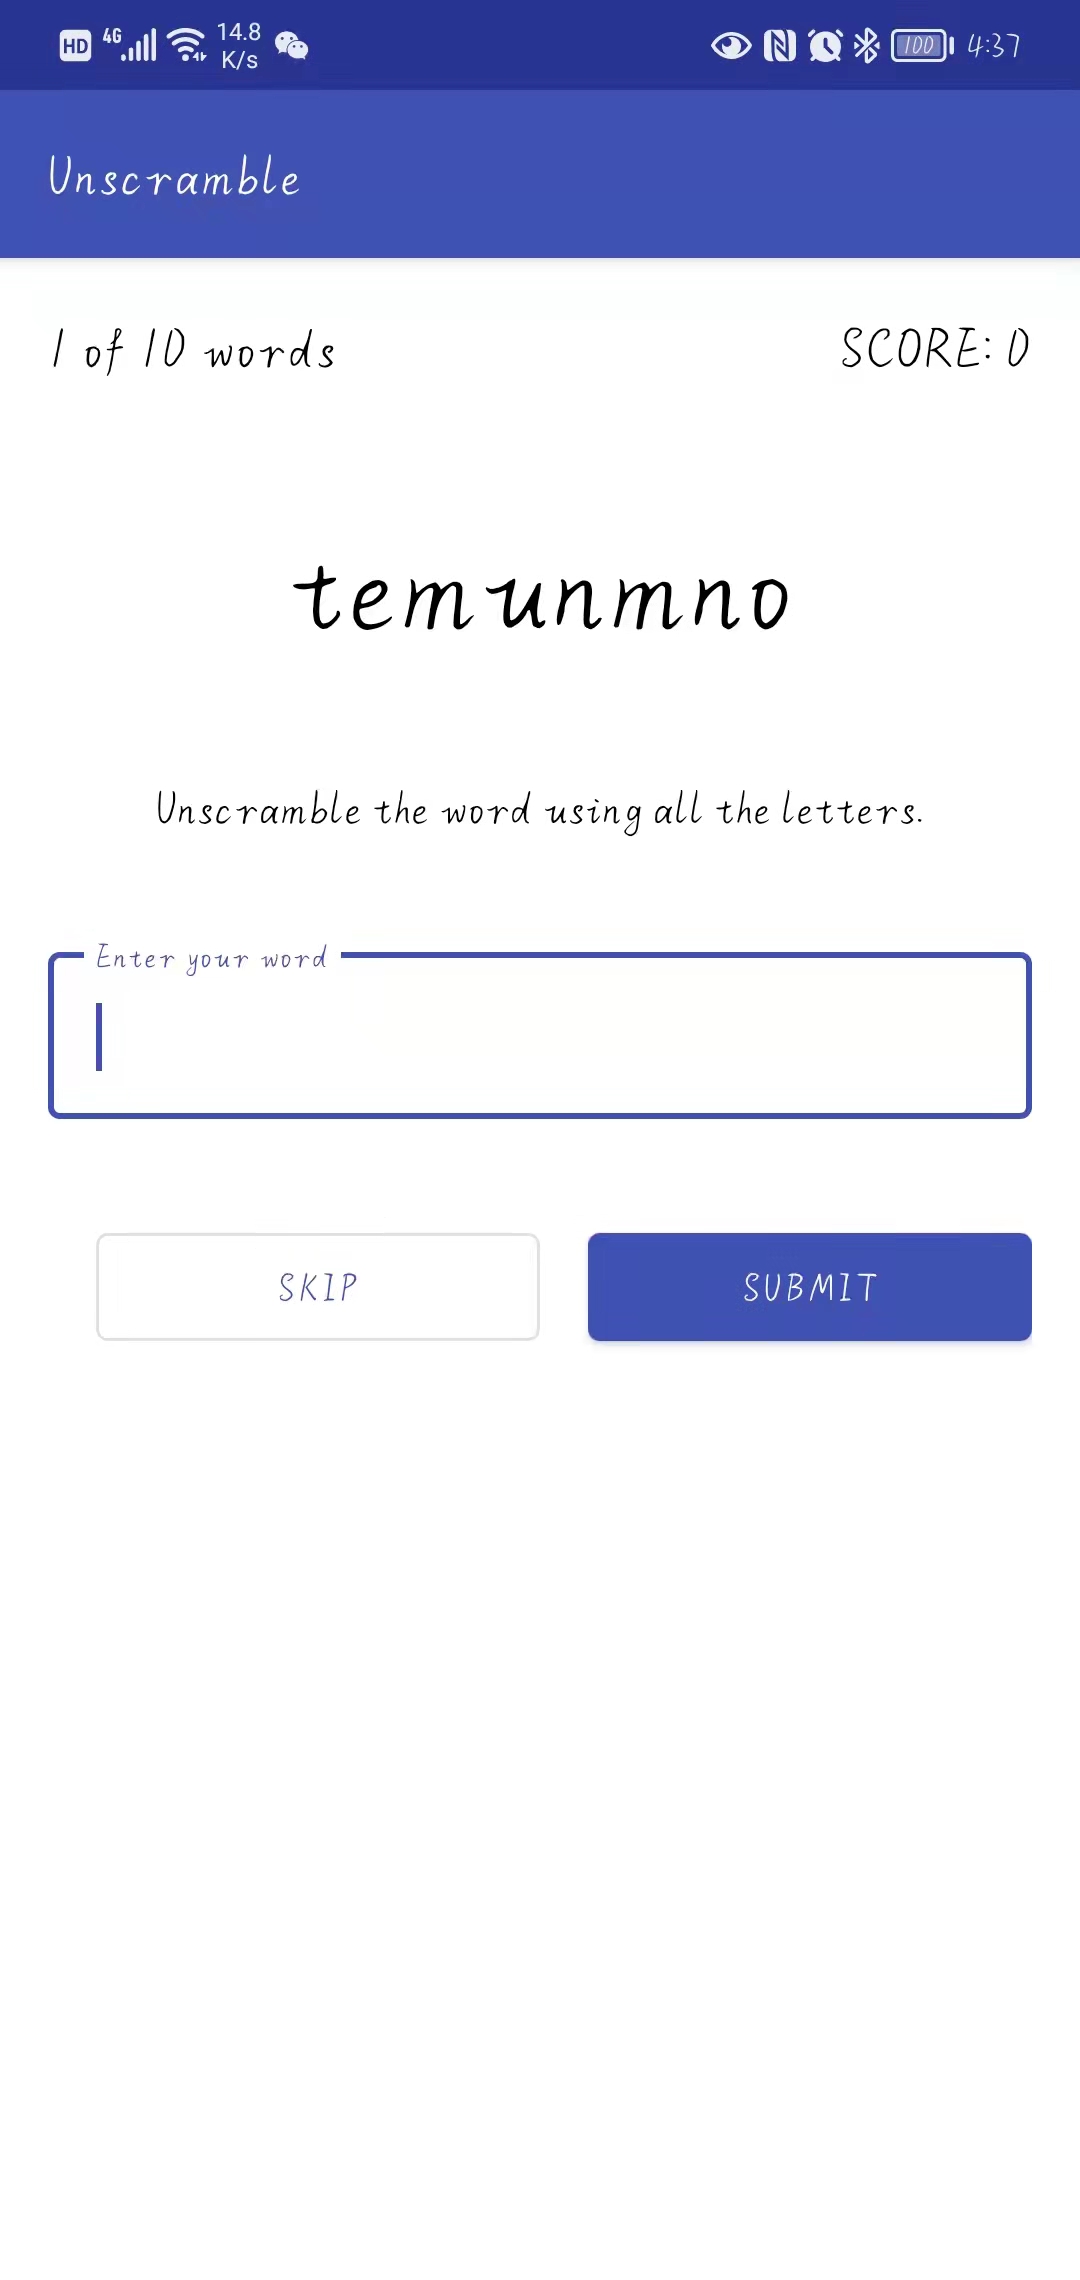 HD 4G 14.8 K/s 100 4:37
Unscramble
1 of 10 words SCORE: 0
temunmno
Unscramble the word using all the letters.
Enter your word
SKIP SUBMIT